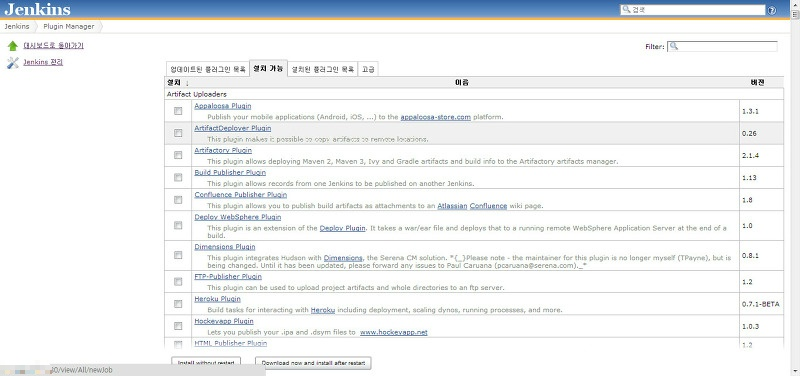 Jenkins
검색
Jenkins
Plugin Manager
대시보드로 돌아가기
Jenkins 관리
Filter:
업데이트된 플러그인 목록
설치 가능
설치된 플러그인 목록
고급
설치 ↓
이름
버전
Artifact Uploaders
Appaloosa Plugin
Publish your mobile applications (Android, iOS, ...) to the appaloosa-store.com platform.
1.3.1
ArtifactDeployer Plugin
This plugin makes it possible to copy artifacts to remote locations.
0.26
Artifactory Plugin
This plugin allows deploying Maven 2, Maven 3, Ivy and Gradle artifacts and build info to the Artifactory artifacts manager.
2.1.4
Build Publisher Plugin
This plugin allows records from one Jenkins to be published on another Jenkins.
1.13
Confluence Publisher Plugin
This plugin allows you to publish build artifacts as attachments to an Atlassian Confluence wiki page.
1.8
Deploy WebSphere Plugin
This plugin is an extension of the Deploy Plugin. It takes a war/ear file and deploys that to a running remote WebSphere Application Server at the end of a
build.
1.0
Dimensions Plugin
This plugin integrates Hudson with Dimensions, the Serena CM solution. *{_}Please note - the maintainer for this plugin is no longer myself (TPayne), but is
being changed. Until it has been updated, please forward any issues to Paul Caruana (pcaruana@serena.com)._*
0.8.1
FTP-Publisher Plugin
This plugin can be used to upload project artifacts and whole directories to an ftp server.
1.2
Heroku Plugin
Build tasks for interacting with Heroku including deployment, scaling dynos, running processes, and more.
0.7.1-BETA
Hockeyapp Plugin
Lets you publish your .ipa and .dsym files to www.hockeyapp.net
1.0.3
HTML Publisher Plugin
1.2
Install without restart
Download now and install after restart
/view/All/newJob